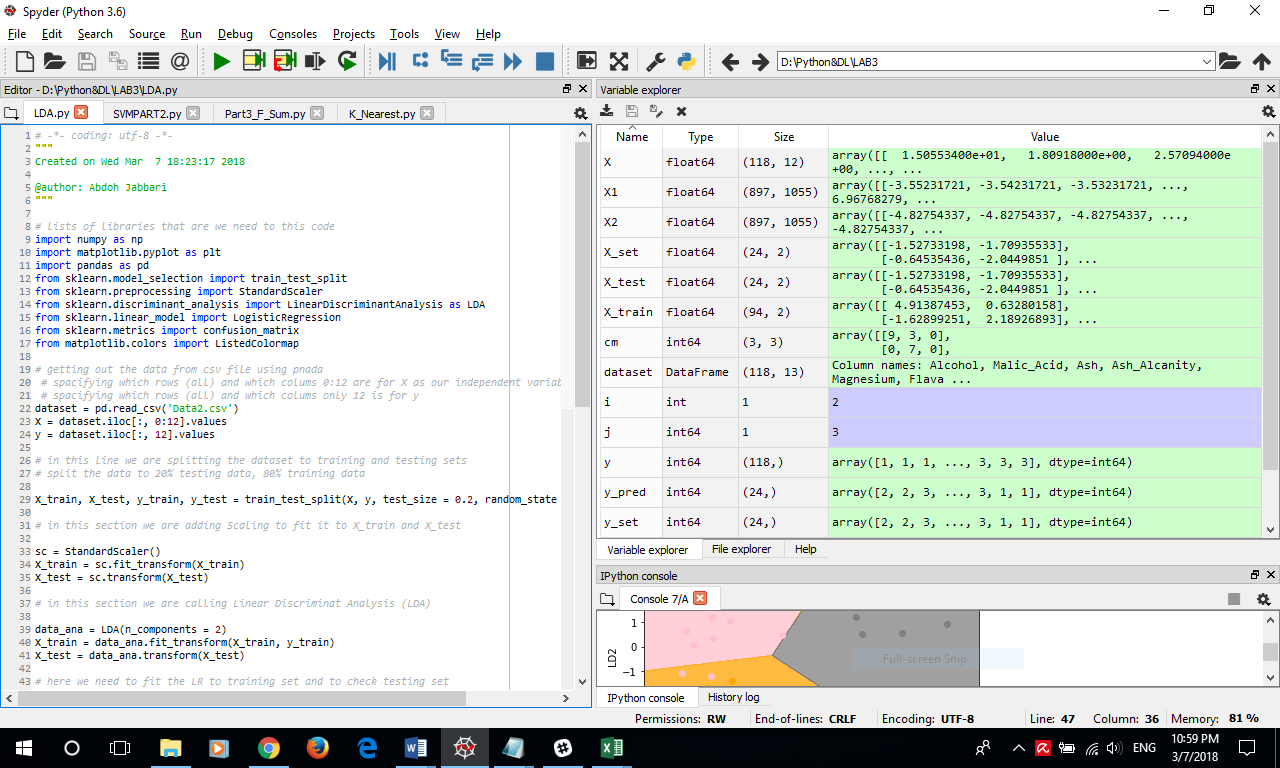 Spyder (Python 3.6)
File Edit Search Source Run Debug Consoles Projects Tools View Help
D:\Python&DL\LAB3
Editor - D:\Python&DL\LAB3\LDA.py
LDA.py SVMPART2.py Part3_F_Sum.py K_Nearest.py
1 # -*- coding: utf-8 -*-
2 """
3 Created on Wed Mar  7 18:23:17 2018
4
5 @author: Abdoh Jabbari
6 """
7
8 # lists of libraries that are we need to this code
9 import numpy as np
10 import matplotlib.pyplot as plt
11 import pandas as pd
12 from sklearn.model_selection import train_test_split
13 from sklearn.preprocessing import StandardScaler
14 from sklearn.discriminant_analysis import LinearDiscriminantAnalysis as LDA
15 from sklearn.linear_model import LogisticRegression
16 from sklearn.metrics import confusion_matrix
17 from matplotlib.colors import ListedColormap
18
19 # getting out the data from csv file using pnada
20  # spacifying which rows (all) and which colums 0:12 are for X as our independent variab
21  # spacifying which rows (all) and which colums only 12 is for y
22 dataset = pd.read_csv('Data2.csv')
23 X = dataset.iloc[:, 0:12].values
24 y = dataset.iloc[:, 12].values
25
26 # in this line we are splitting the dataset to training and testing sets
27 # split the data to 20% testing data, 80% training data
28
29 X_train, X_test, y_train, y_test = train_test_split(X, y, test_size = 0.2, random_state
30
31 # in this section we are adding Scaling to fit it to X_train and X_test
32
33 sc = StandardScaler()
34 X_train = sc.fit_transform(X_train)
35 X_test = sc.transform(X_test)
36
37 # in this section we are calling Linear Discriminat Analysis (LDA)
38
39 data_ana = LDA(n_components = 2)
40 X_train = data_ana.fit_transform(X_train, y_train)
41 X_test = data_ana.transform(X_test)
42
43 # here we need to fit the LR to training set and to check testing set
Variable explorer
Name Type Size Value
X float64 (118, 12) array([[  1.50553400e+01,   1.80918000e+00,   2.57094000e
+00, ..., ...
X1 float64 (897, 1055) array([[-3.55231721, -3.54231721, -3.53231721, ...,
6.96768279, ...
X2 float64 (897, 1055) array([[-4.82754337, -4.82754337, -4.82754337, ...,
-4.82754337, ...
X_set float64 (24, 2) array([[-1.52733198, -1.70935533],
[-0.64535436, -2.0449851 ], ...
X_test float64 (24, 2) array([[-1.52733198, -1.70935533],
[-0.64535436, -2.0449851 ], ...
X_train float64 (94, 2) array([[ 4.91387453,  0.63280158],
[-1.62899251,  2.18926893], ...
cm int64 (3, 3) array([[9, 3, 0],
[0, 7, 0],
dataset DataFrame (118, 13) Column names: Alcohol, Malic_Acid, Ash, Ash_Alcanity,
Magnesium, Flava ...
i int 1 2
j int64 1 3
y int64 (118,) array([1, 1, 1, ..., 3, 3, 3], dtype=int64)
y_pred int64 (24,) array([2, 2, 3, ..., 3, 1, 1], dtype=int64)
y_set int64 (24,) array([2, 2, 3, ..., 3, 1, 1], dtype=int64)
Variable explorer File explorer Help
IPython console
Console 7/A
1
0
−1
LD2
Full-screen Snip
IPython console History log
Permissions: RW End-of-lines: CRLF Encoding: UTF-8 Line: 47 Column: 36 Memory: 81 %
ENG
10:59 PM
3/7/2018